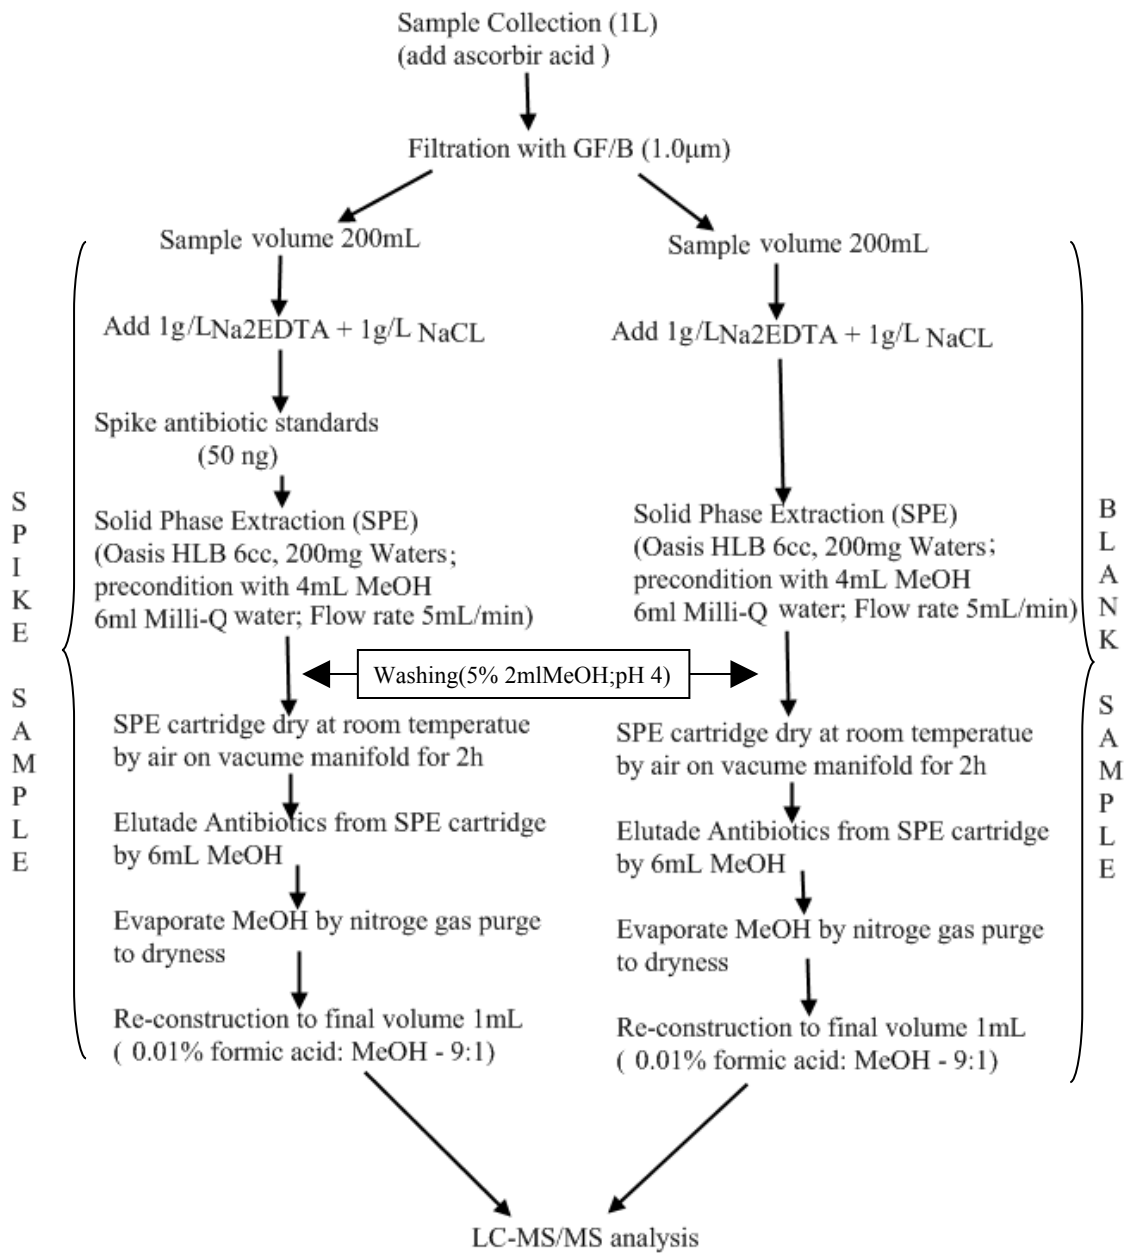 Sample Collection (1L)
(add ascorbir acid )
Filtration with GF/B (1.0μm)
Sample volume 200mL
Add 1g/LNa2EDTA + 1g/L NaCL
Spike antibiotic standards
(50 ng)
Solid Phase Extraction (SPE)
(Oasis HLB 6cc, 200mg Waters;
precondition with 4mL MeOH
6ml Milli-Q water; Flow rate 5mL/min)
SPE cartridge dry at room temperatue
by air on vacume manifold for 2h
Elutade Antibiotics from SPE cartridge
by 6mL MeOH
Evaporate MeOH by nitroge gas purge
to dryness
Re-construction to final volume 1mL
( 0.01% formic acid: MeOH - 9:1)
SPIKE SAMPLE
Washing(5% 2mlMeOH;pH 4)
Sample volume 200mL
Add 1g/LNa2EDTA + 1g/L NaCL
Solid Phase Extraction (SPE)
(Oasis HLB 6cc, 200mg Waters;
precondition with 4mL MeOH
6ml Milli-Q water; Flow rate 5mL/min)
SPE cartridge dry at room temperatue
by air on vacume manifold for 2h
Elutade Antibiotics from SPE cartridge
by 6mL MeOH
Evaporate MeOH by nitroge gas purge
to dryness
Re-construction to final volume 1mL
( 0.01% formic acid: MeOH - 9:1)
BLANK SAMPLE
LC-MS/MS analysis